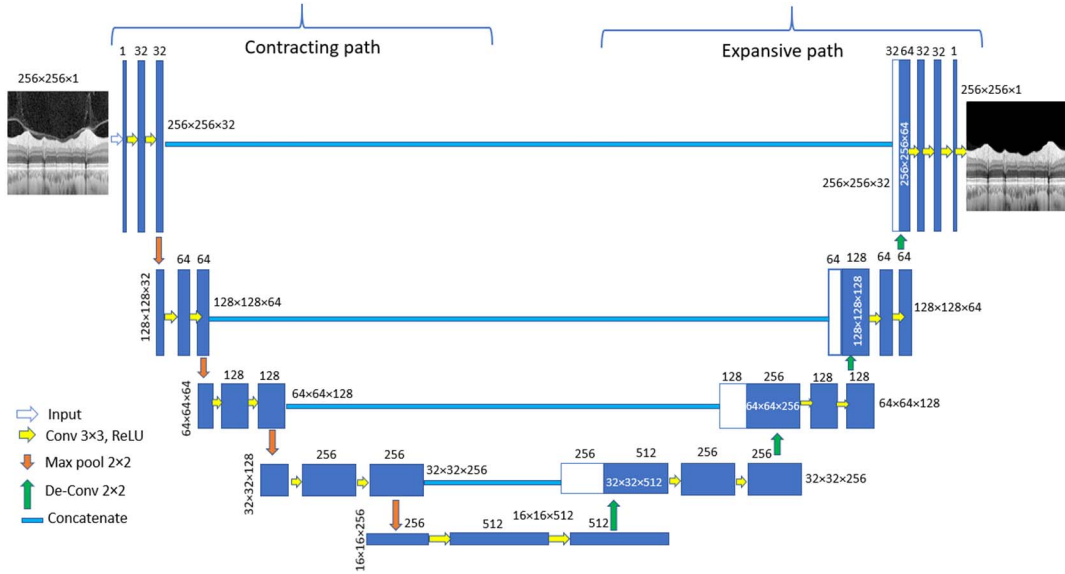 Contracting path
Expansive path
1 32 32
32 64 32 32 1
256×256×1
256×256×1
256×256×32
256×256×64
256×256×32
64 64
64 128 64 64
128×128×32
128×128×64
128×128×128
128×128×64
128 128
128 256 128 128
64×64×64
64×64×128
64×64×256
64×64×128
256 256
256 512 256 256
32×32×128
32×32×256
32×32×512
32×32×256
16×16×256
256 512 16×16×512 512
Input
Conv 3×3, ReLU
Max pool 2×2
De-Conv 2×2
Concatenate